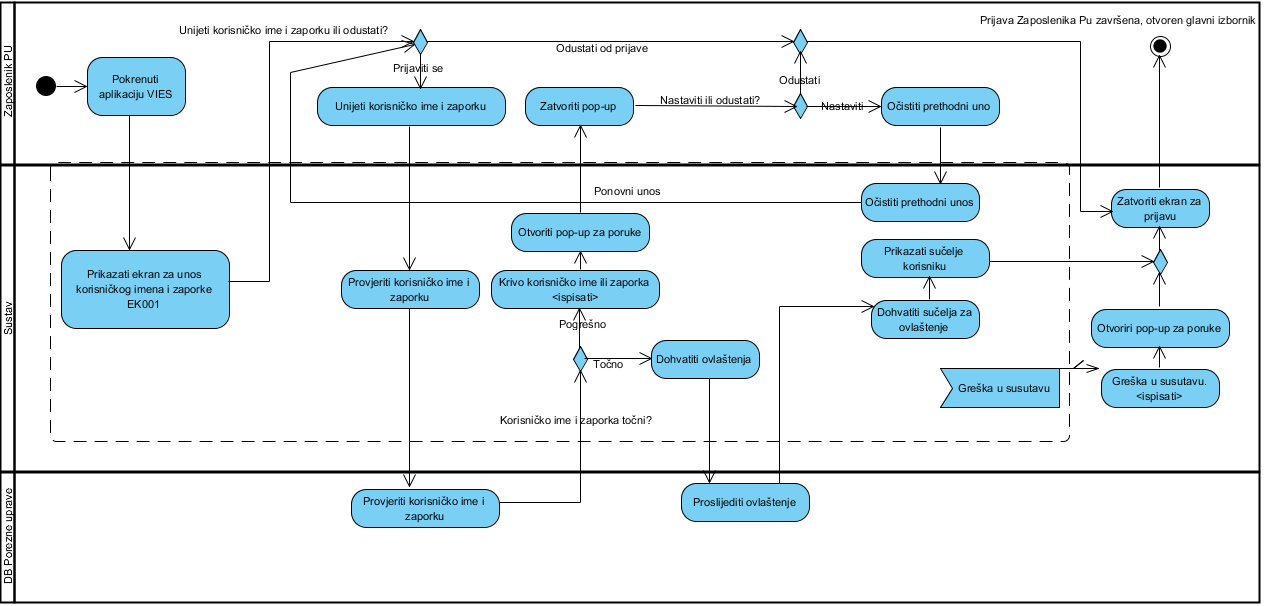 Zaposlenik PU
Unijeti korisničko ime i zaporku ili odustati?
Prijava Zaposlenika Pu završena, otvoren glavni izbornik
Pokrenuti
aplikaciju VIES
Prijaviti se
Odustati od prijave
Unijeti korisničko ime i zaporku
Zatvoriti pop-up
Nastaviti ili odustati?
Odustati
Nastaviti
Očistiti prethodni uno
Sustav
Ponovni unos
Očistiti prethodni unos
Zatvoriti ekran za
prijavu
Otvoriti pop-up za poruke
Prikazati sučelje
korisniku
Prikazati ekran za unos
korisničkog imena i zaporke
EK001
Provjeriti korisničko ime i
zaporku
Krivo korisničko ime ili zaporka
<ispisati>
Dohvatiti sučelja za
ovlaštenje
Pogrešno
Otvoriri pop-up za poruke
Točno
Dohvatiti ovlaštenja
Greška u susutavu
Greška u susutavu.
<ispisati>
Korisničko ime i zaporka točni?
DB Porezne uprave
Provjeriti korisničko ime i
zaporku
Proslijediti ovlaštenje